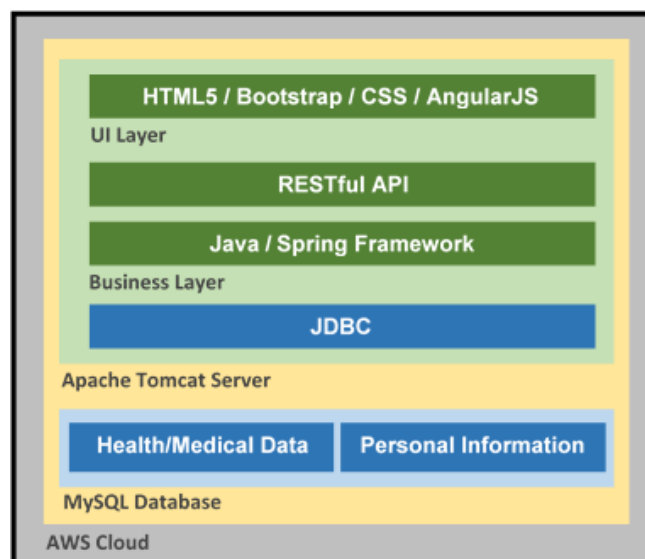 HTML5 / Bootstrap / CSS / AngularJS
UI Layer
RESTful API
Java / Spring Framework
Business Layer
JDBC
Apache Tomcat Server
Health/Medical Data
Personal Information
MySQL Database
AWS Cloud